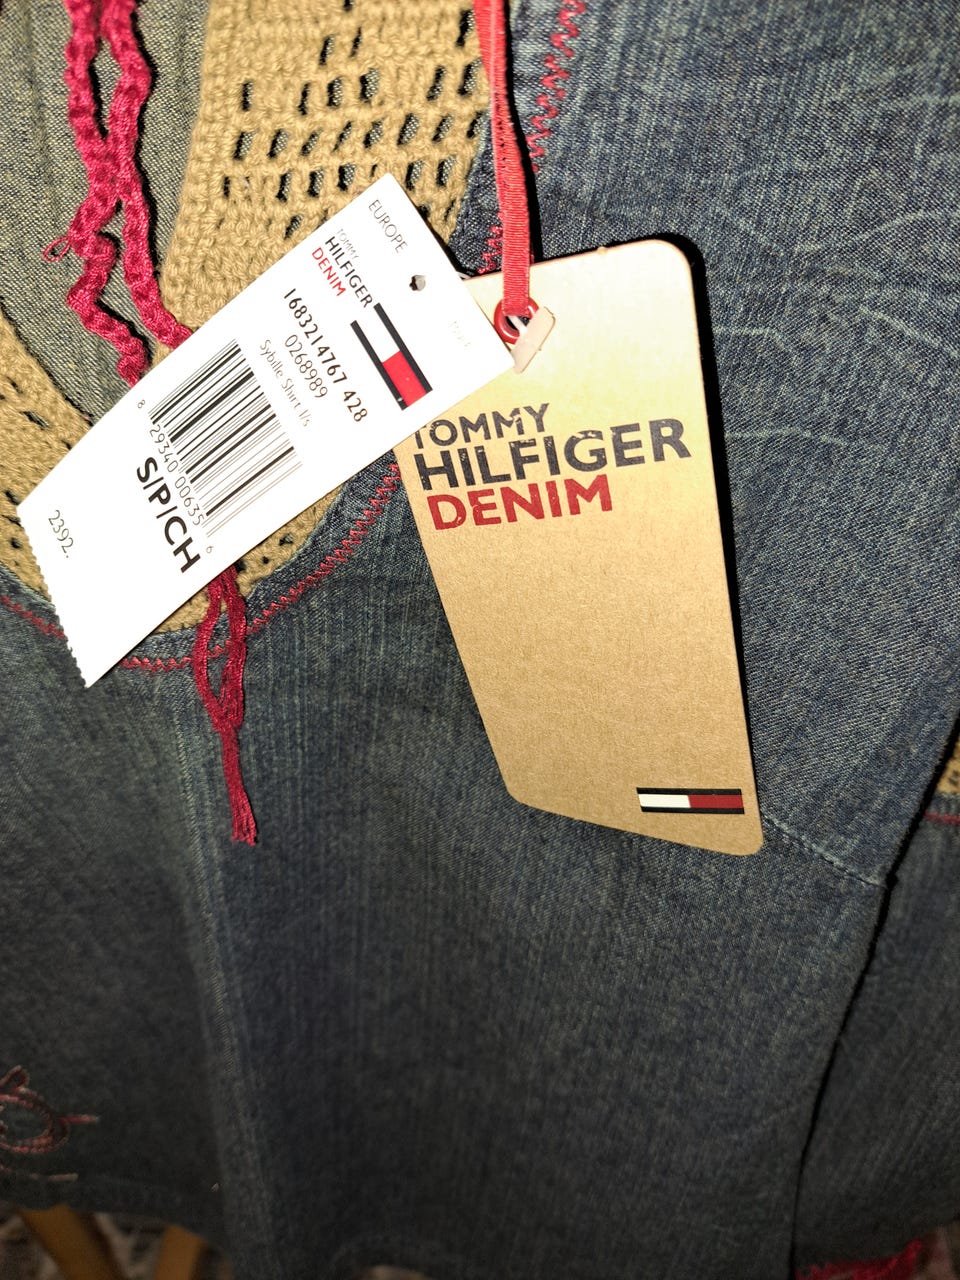 EUROPE
TOMMY
HILFIGER
DENIM
1683214767 428
0268989
Sybille Shirt l/s
8 29340 00635 6
S/P/CH
2392.
TOMMY
HILFIGER
DENIM